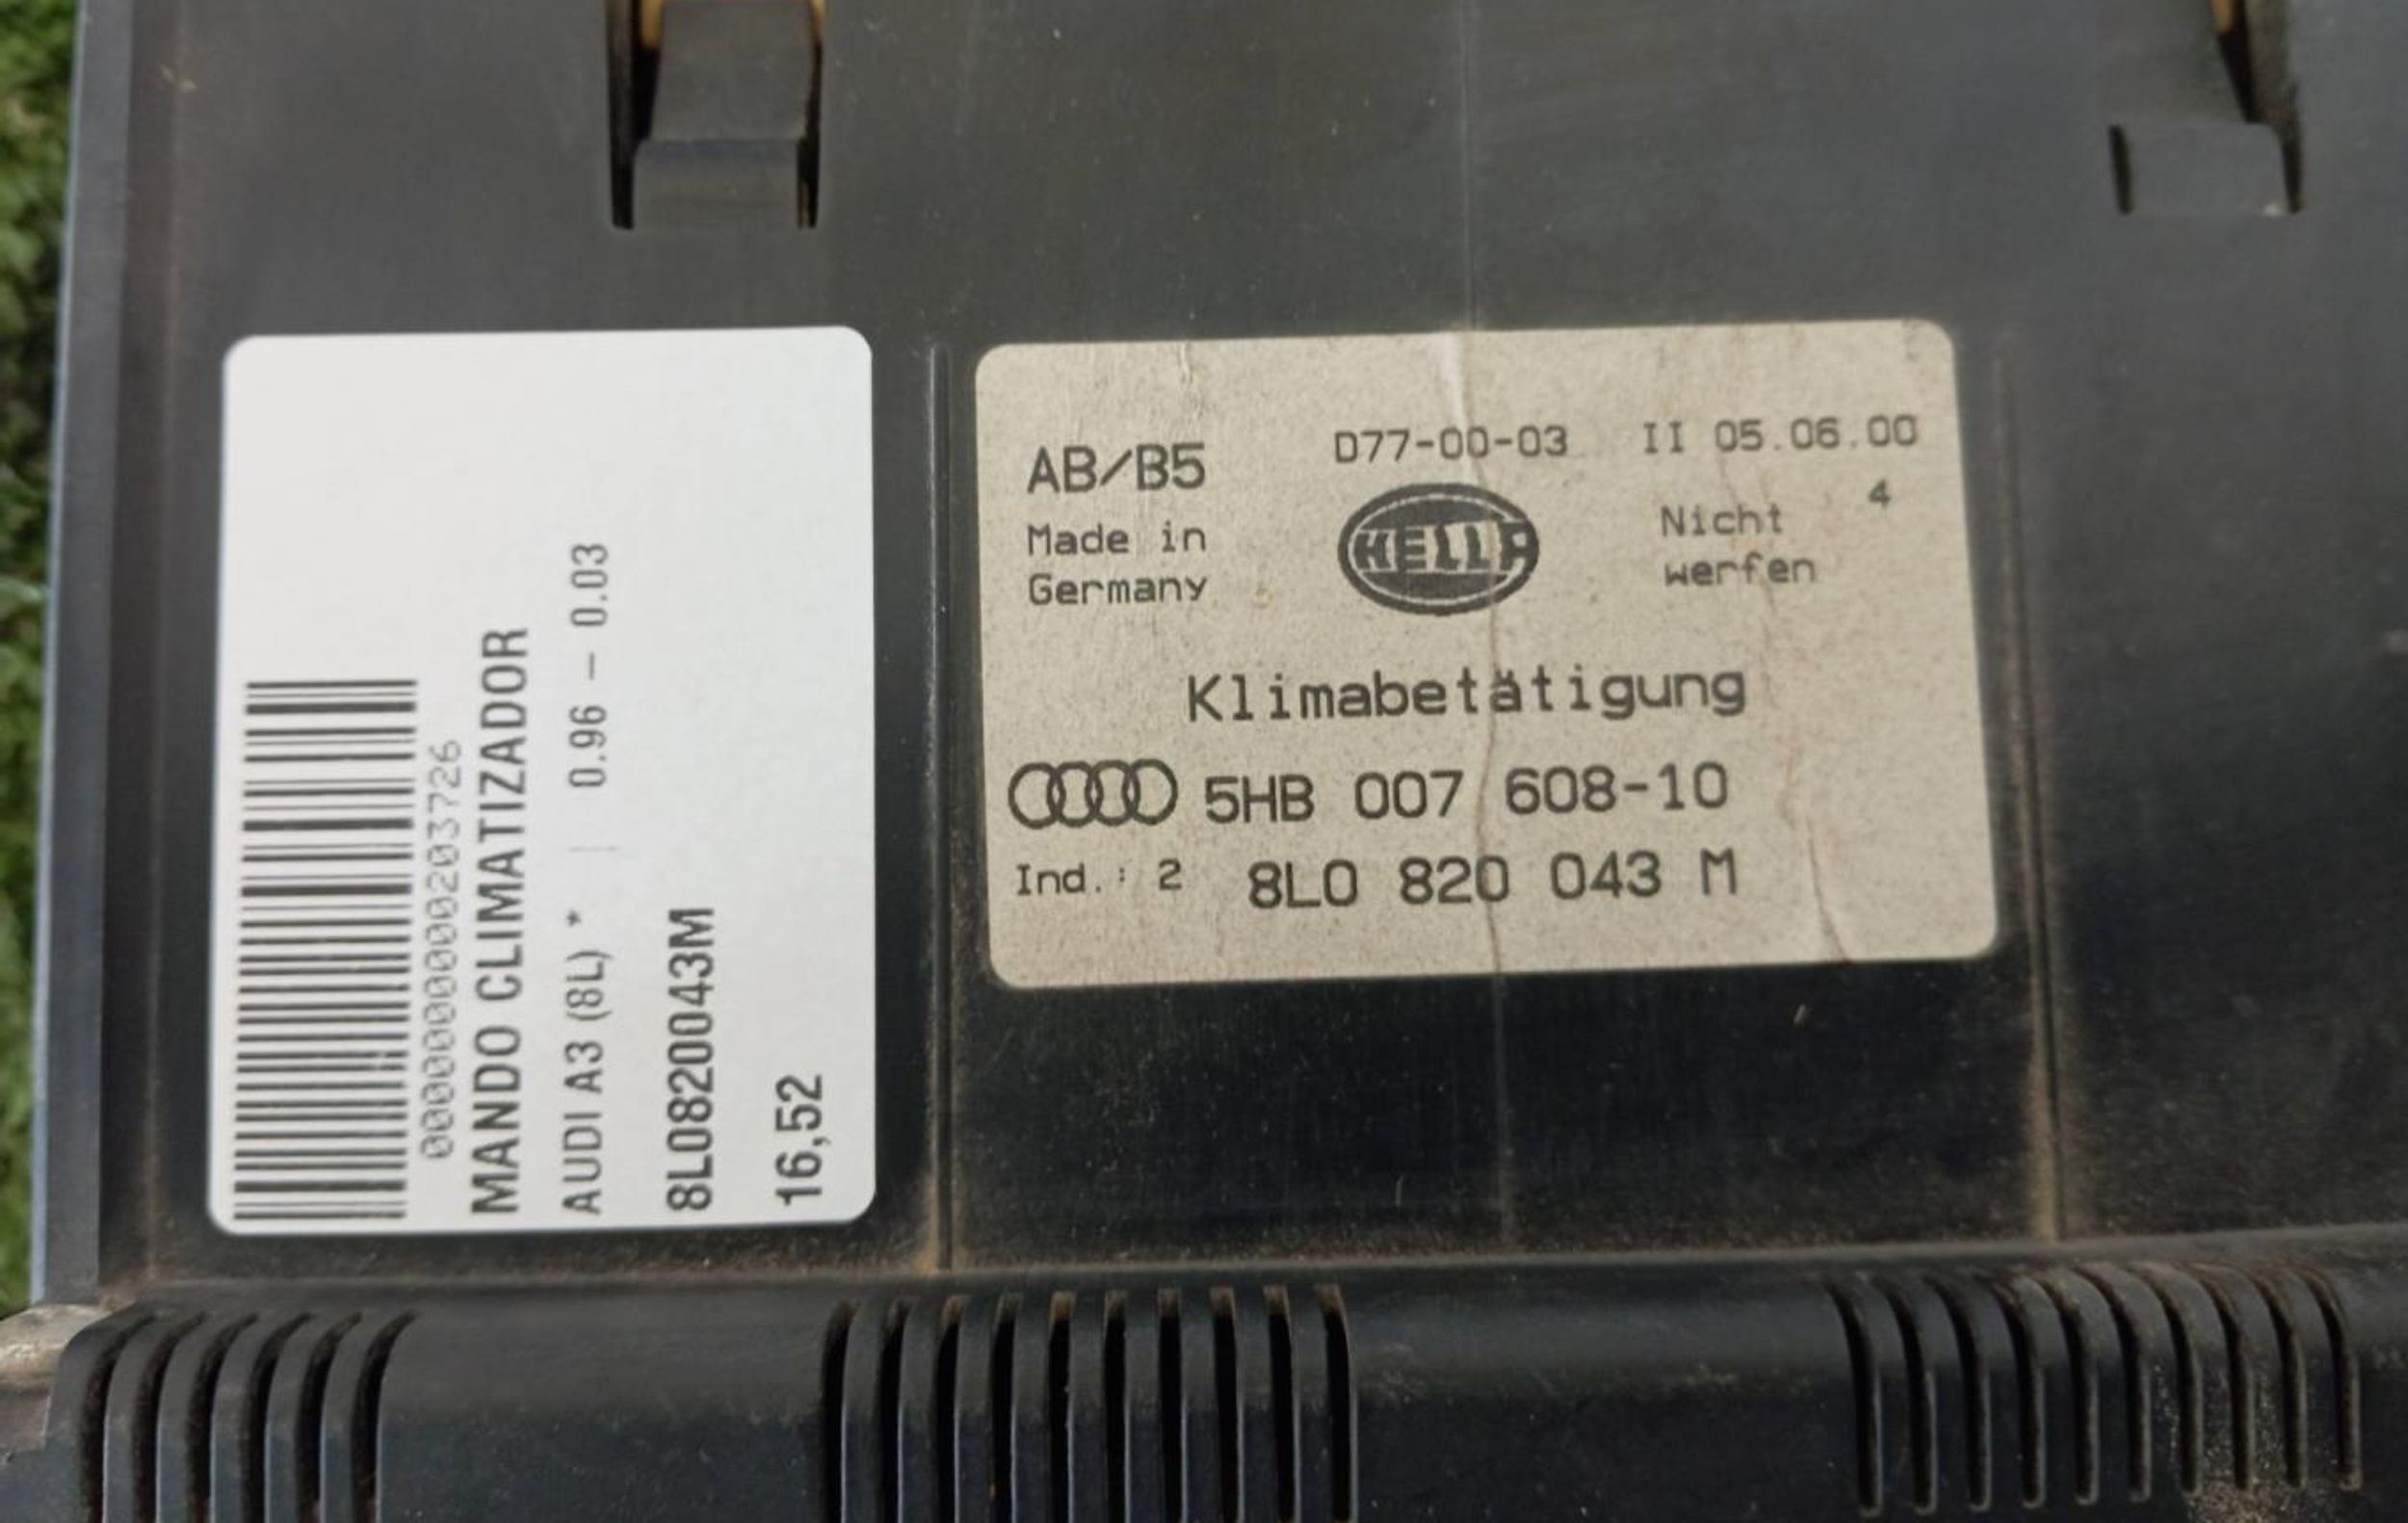 0000000000000203726
MANDO CLIMATIZADOR
AUDI A3 (8L) * | 0.96 – 0.03
8L0820043M
16,52
AB/B5 D77-00-03 II 05.06.00
4
Made in
Germany
HELLA
Nicht
werfen
Klimabetätigung
5HB 007 608-10
Ind.: 2 8L0 820 043 M